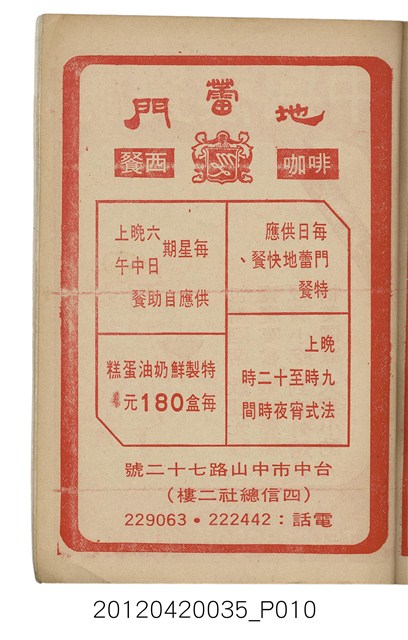 門蕾地
咖啡
西餐
每日供應
門蕾地快餐、
特餐
每星期六晚上
日中午
供應自助餐
晚上
九時至十二時
法式宵夜時間
特製鮮奶油蛋糕
每盒180元
台中市中山路七十二號
（四信總社二樓）
電話：222442•229063
20120420035_P010